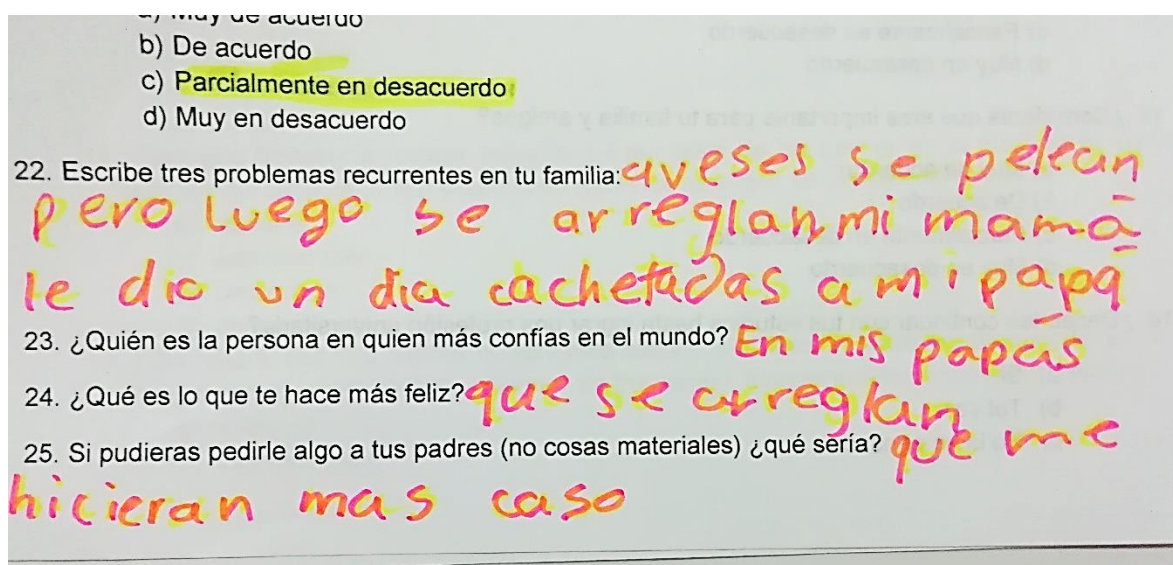 a) Muy de acuerdo
b) De acuerdo
c) Parcialmente en desacuerdo
d) Muy en desacuerdo
22. Escribe tres problemas recurrentes en tu familia: aveses se pelean
pero luego se arreglan, mi mamá
le dio un dia cachetadas a mi papá
23. ¿Quién es la persona en quien más confías en el mundo? En mis papas
24. ¿Qué es lo que te hace más feliz? que se arreglan
25. Si pudieras pedirle algo a tus padres (no cosas materiales) ¿qué sería? que me
hicieran mas caso